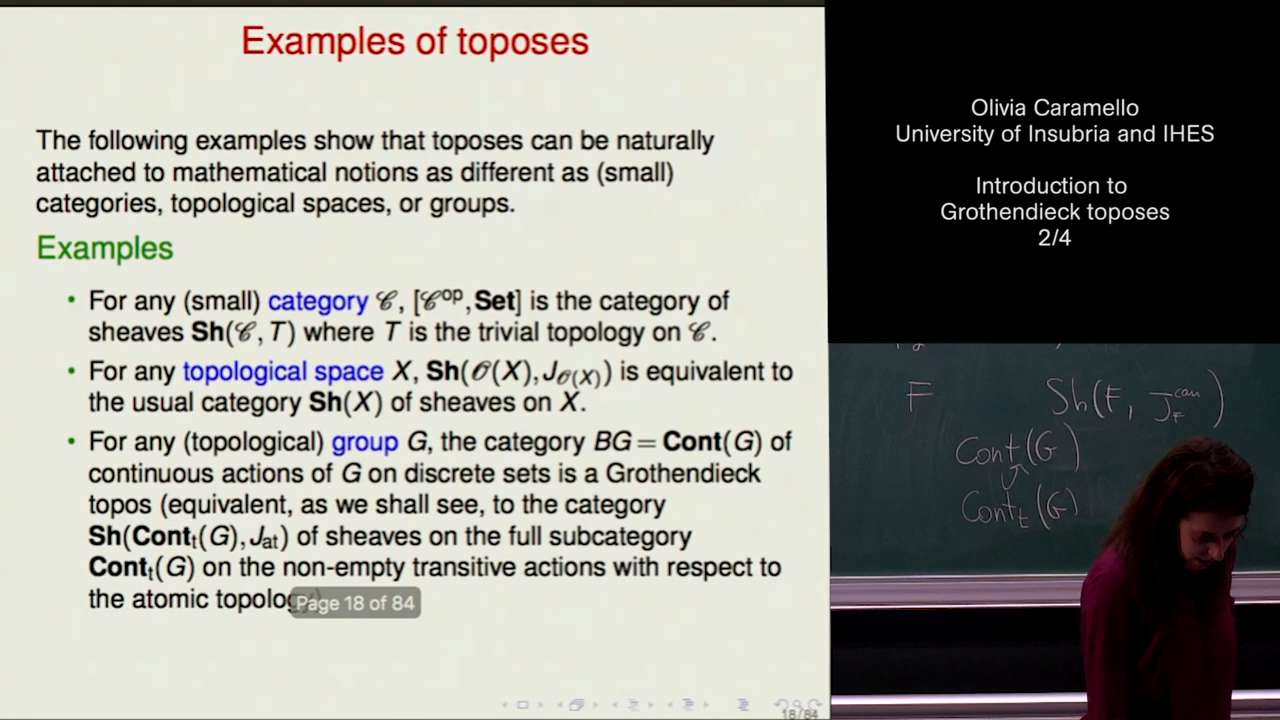 Examples of toposes
The following examples show that toposes can be naturally
attached to mathematical notions as different as (small)
categories, topological spaces, or groups.
Examples
• For any (small) category 𝒞, [𝒞ᵒᵖ, Set] is the category of
sheaves Sh(𝒞, T) where T is the trivial topology on 𝒞.
• For any topological space X, Sh(𝒪(X), J_𝒪(X)) is equivalent to
the usual category Sh(X) of sheaves on X.
• For any (topological) group G, the category BG = Cont(G) of
continuous actions of G on discrete sets is a Grothendieck
topos (equivalent, as we shall see, to the category
Sh(Contₜ(G), J_at) of sheaves on the full subcategory
Contₜ(G) on the non-empty transitive actions with respect to
the atomic
Page 18 of 84
18/84
Olivia Caramello
University of Insubria and IHES
Introduction to
Grothendieck toposes
2/4
F Sh(F, J_F^can)
Cont(G)
Contₜ(G)